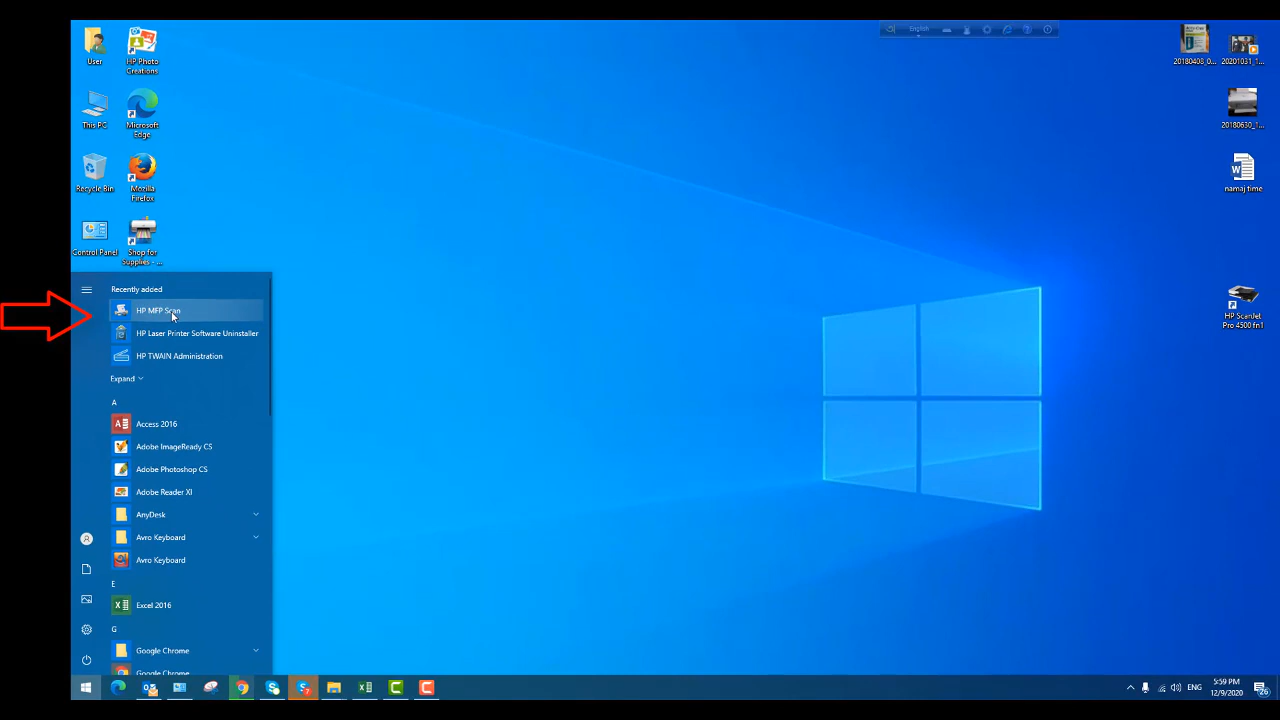 User
HP Photo
Creations
English
20180408_0...
20201031_1...
This PC
Microsoft
Edge
20180630_1...
Recycle Bin
Mozilla
Firefox
namaj time
Control Panel
Shop for
Supplies - ...
HP ScanJet
Pro 4500 fn1
Recently added
HP MFP Scan
HP Laser Printer Software Uninstaller
HP TWAIN Administration
Expand
A
Access 2016
Adobe ImageReady CS
Adobe Photoshop CS
Adobe Reader XI
AnyDesk
Avro Keyboard
Avro Keyboard
E
Excel 2016
G
Google Chrome
Google Chrome
ENG
5:59 PM
12/9/2020
26